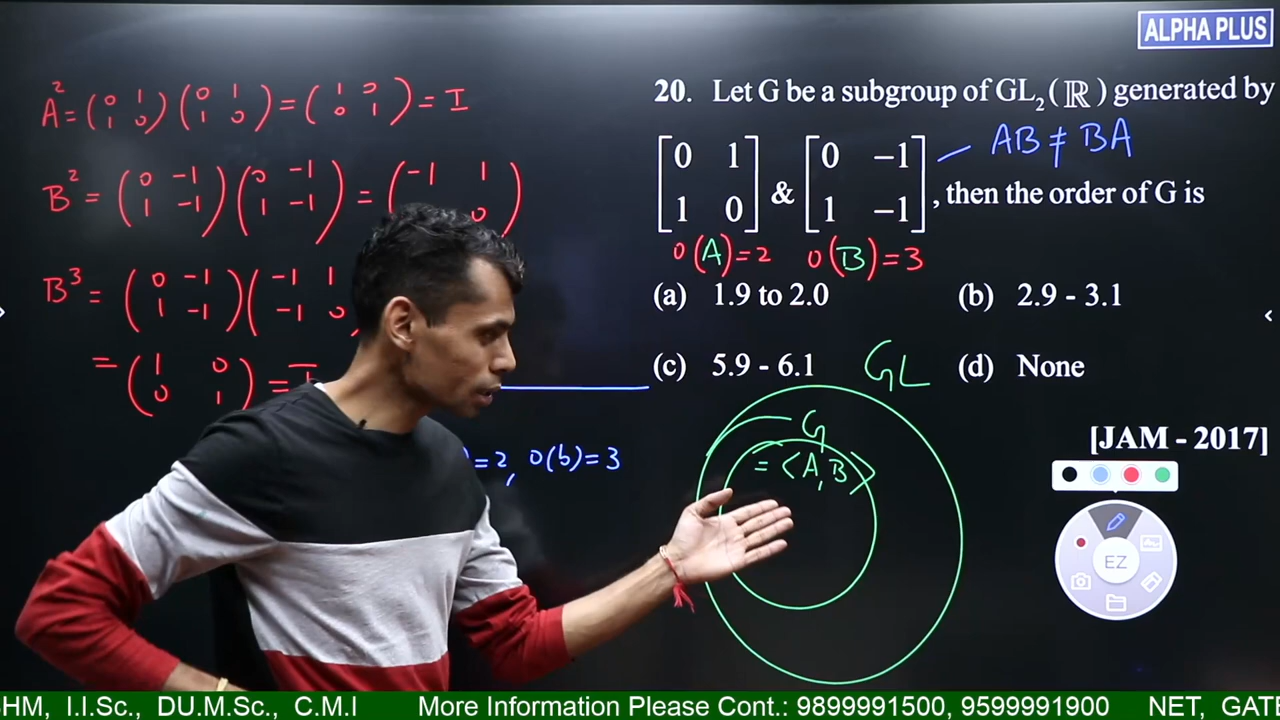 ALPHA PLUS
A² = (0 1 1 0) (0 1 1 0) = (1 0 0 1) = I
B² = (0 -1 1 -1) (0 -1 1 -1) = (-1 1 0)
B³ = (0 -1 1 -1) (-1 1 -1 0)
= (1 0 0 1) = I
=2, o(b)=3
20. Let G be a subgroup of GL₂(ℝ) generated by
[0 1 1 0] & [0 -1 1 -1], then the order of G is
AB ≠ BA
o(A)=2 o(B)=3
(a) 1.9 to 2.0 (b) 2.9 - 3.1
(c) 5.9 - 6.1 (d) None
GL
[JAM - 2017]
G
= <A,B>
EZ
SHM, I.I.Sc., DU.M.Sc., C.M.I More Information Please Cont.: 9899991500, 9599991900 NET, GATE